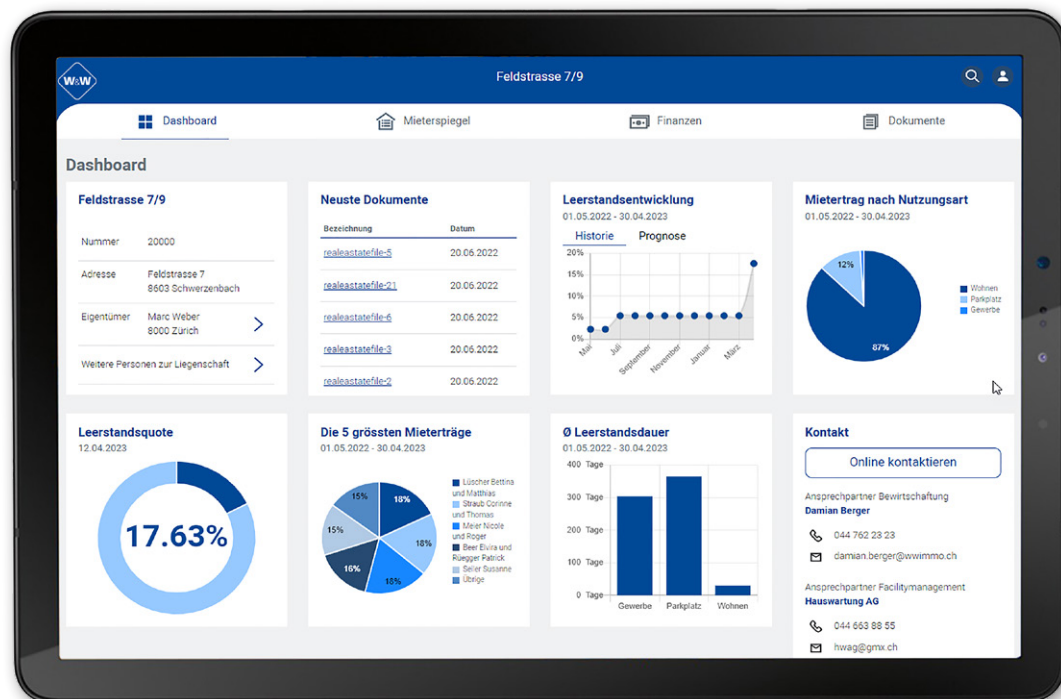 W&W
Feldstrasse 7/9
Dashboard
Mieterspiegel
Finanzen
Dokumente
Dashboard
Feldstrasse 7/9
Nummer 20000
Adresse Feldstrasse 7
8603 Schwerzenbach
Eigentümer Marc Weber
8000 Zürich
Weitere Personen zur Liegenschaft
Neuste Dokumente
Bezeichnung Datum
realeastatefile-5 20.06.2022
realeastatefile-21 20.06.2022
realeastatefile-6 20.06.2022
realeastatefile-3 20.06.2022
realeastatefile-2 20.06.2022
Leerstandsentwicklung
01.05.2022 - 30.04.2023
Historie Prognose
20%
15%
10%
5%
0%
Mai Juli September November Januar März
Mietertrag nach Nutzungsart
01.05.2022 - 30.04.2023
12%
87%
Wohnen
Parkplatz
Gewerbe
Leerstandsquote
12.04.2023
17.63%
Die 5 grössten Mieterträge
01.05.2022 - 30.04.2023
15% 18%
15% 18%
16% 18%
Lüscher Bettina
und Matthias
Straub Corinne
und Thomas
Meier Nicole
und Roger
Beer Elvira und
Rüegger Patrick
Seiler Susanne
Übrige
Ø Leerstandsdauer
01.05.2022 - 30.04.2023
400 Tage
300 Tage
200 Tage
100 Tage
0 Tage
Gewerbe Parkplatz Wohnen
Kontakt
Online kontaktieren
Ansprechpartner Bewirtschaftung
Damian Berger
044 762 23 23
damian.berger@wwimmo.ch
Ansprechpartner Facilitymanagement
Hauswartung AG
044 663 88 55
hwag@gmx.ch